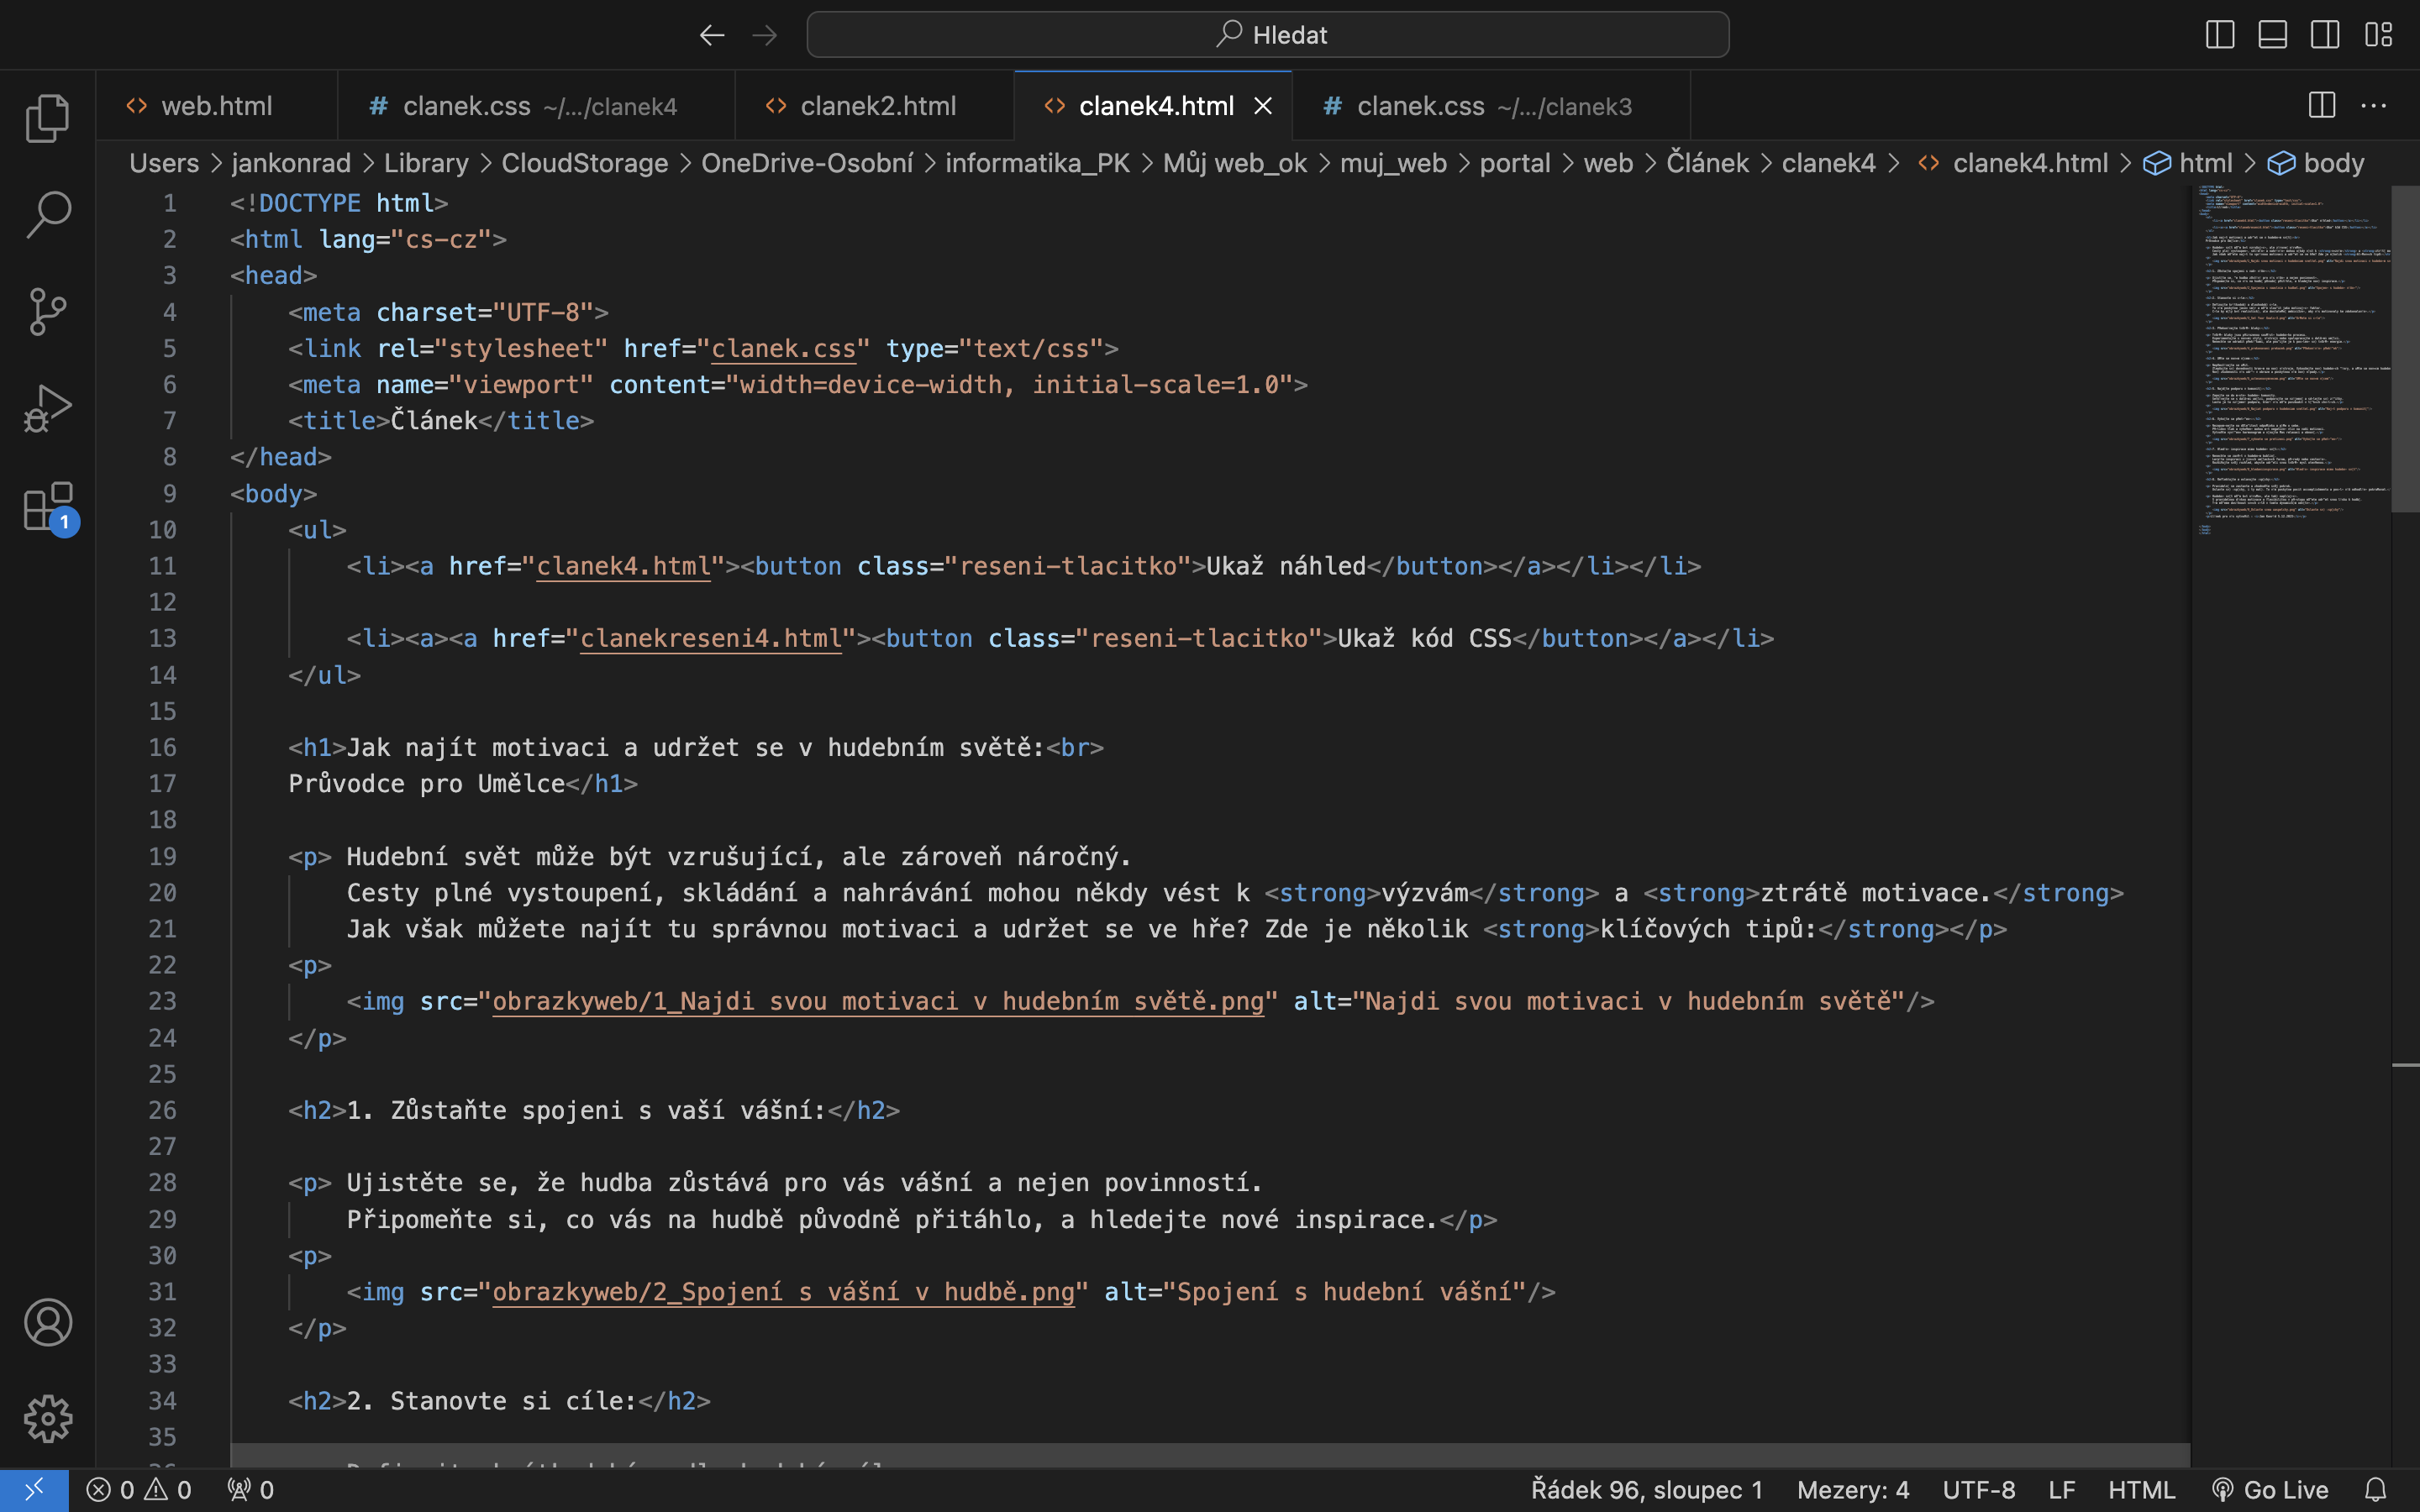 Hledat
web.html
clanek.css ~/.../clanek4
clanek2.html
clanek4.html
clanek.css ~/.../clanek3
Users > jankonrad > Library > CloudStorage > OneDrive-Osobní > informatika_PK > Můj web_ok > muj_web > portal > web > Článek > clanek4 > clanek4.html > html > body
1 <!DOCTYPE html>
2 <html lang="cs-cz">
3 <head>
4 <meta charset="UTF-8">
5 <link rel="stylesheet" href="clanek.css" type="text/css">
6 <meta name="viewport" content="width=device-width, initial-scale=1.0">
7 <title>Článek</title>
8 </head>
9 <body>
10 <ul>
11 <li><a href="clanek4.html"><button class="reseni-tlacitko">Ukaž náhled</button></a></li></li>
12
13 <li><a><a href="clanekreseni4.html"><button class="reseni-tlacitko">Ukaž kód CSS</button></a></li>
14 </ul>
15
16 <h1>Jak najít motivaci a udržet se v hudebním světě:<br>
17 Průvodce pro Umělce</h1>
18
19 <p> Hudební svět může být vzrušující, ale zároveň náročný.
20 Cesty plné vystoupení, skládání a nahrávání mohou někdy vést k <strong>výzvám</strong> a <strong>ztrátě motivace.</strong>
21 Jak však můžete najít tu správnou motivaci a udržet se ve hře? Zde je několik <strong>klíčových tipů:</strong></p>
22 <p>
23 <img src="obrazkyweb/1_Najdi svou motivaci v hudebním světě.png" alt="Najdi svou motivaci v hudebním světě"/>
24 </p>
25
26 <h2>1. Zůstaňte spojeni s vaší vášní:</h2>
27
28 <p> Ujistěte se, že hudba zůstává pro vás vášní a nejen povinností.
29 Připomeňte si, co vás na hudbě původně přitáhlo, a hledejte nové inspirace.</p>
30 <p>
31 <img src="obrazkyweb/2_Spojení s vášní v hudbě.png" alt="Spojení s hudební vášní"/>
32 </p>
33
34 <h2>2. Stanovte si cíle:</h2>
35
1
0 0 0
Řádek 96, sloupec 1 Mezery: 4 UTF-8 LF HTML Go Live